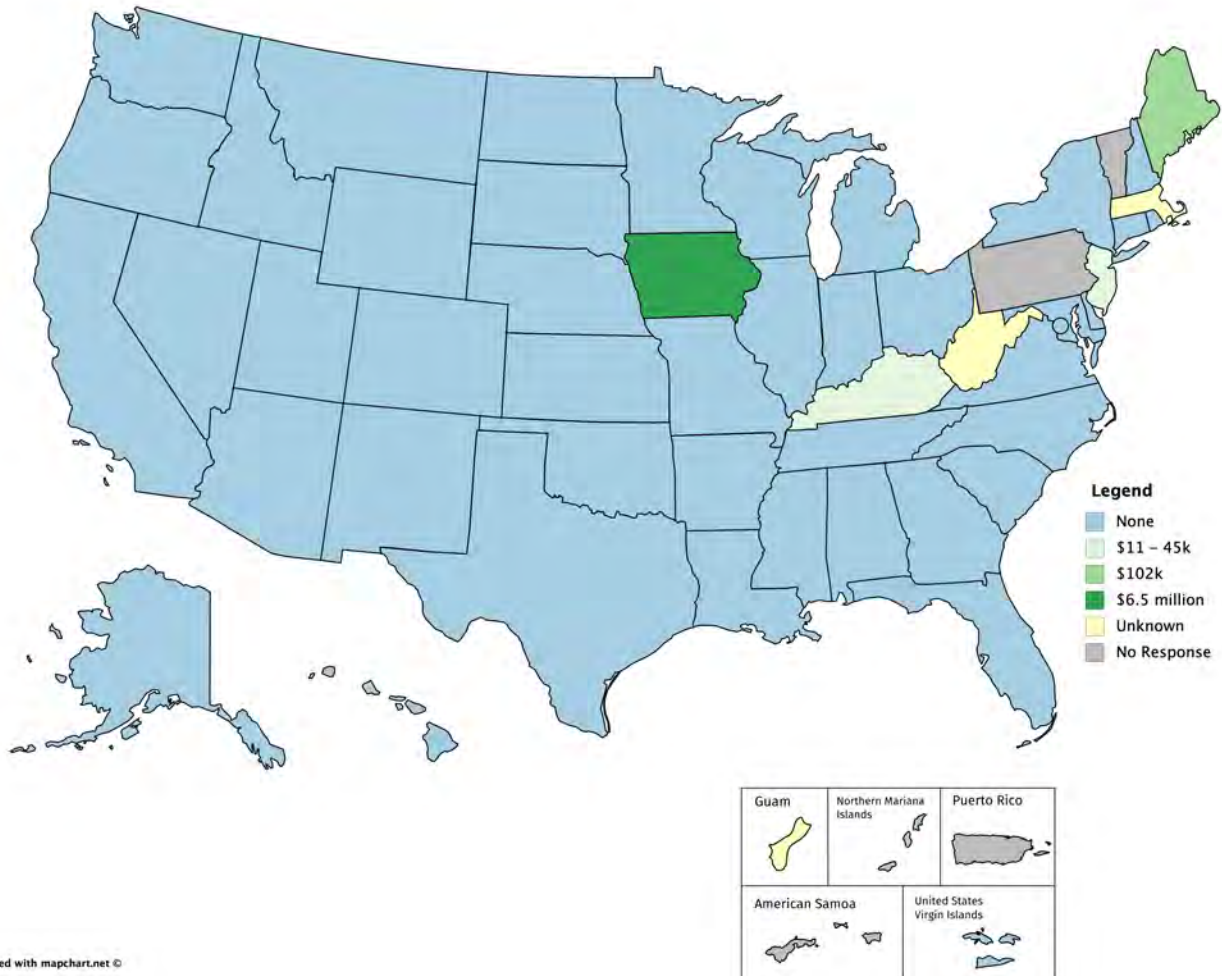 Legend
None
$11 – 45k
$102k
$6.5 million
Unknown
No Response
Guam
Northern Mariana
Islands
Puerto Rico
American Samoa
United States
Virgin Islands
ed with mapchart.net ©